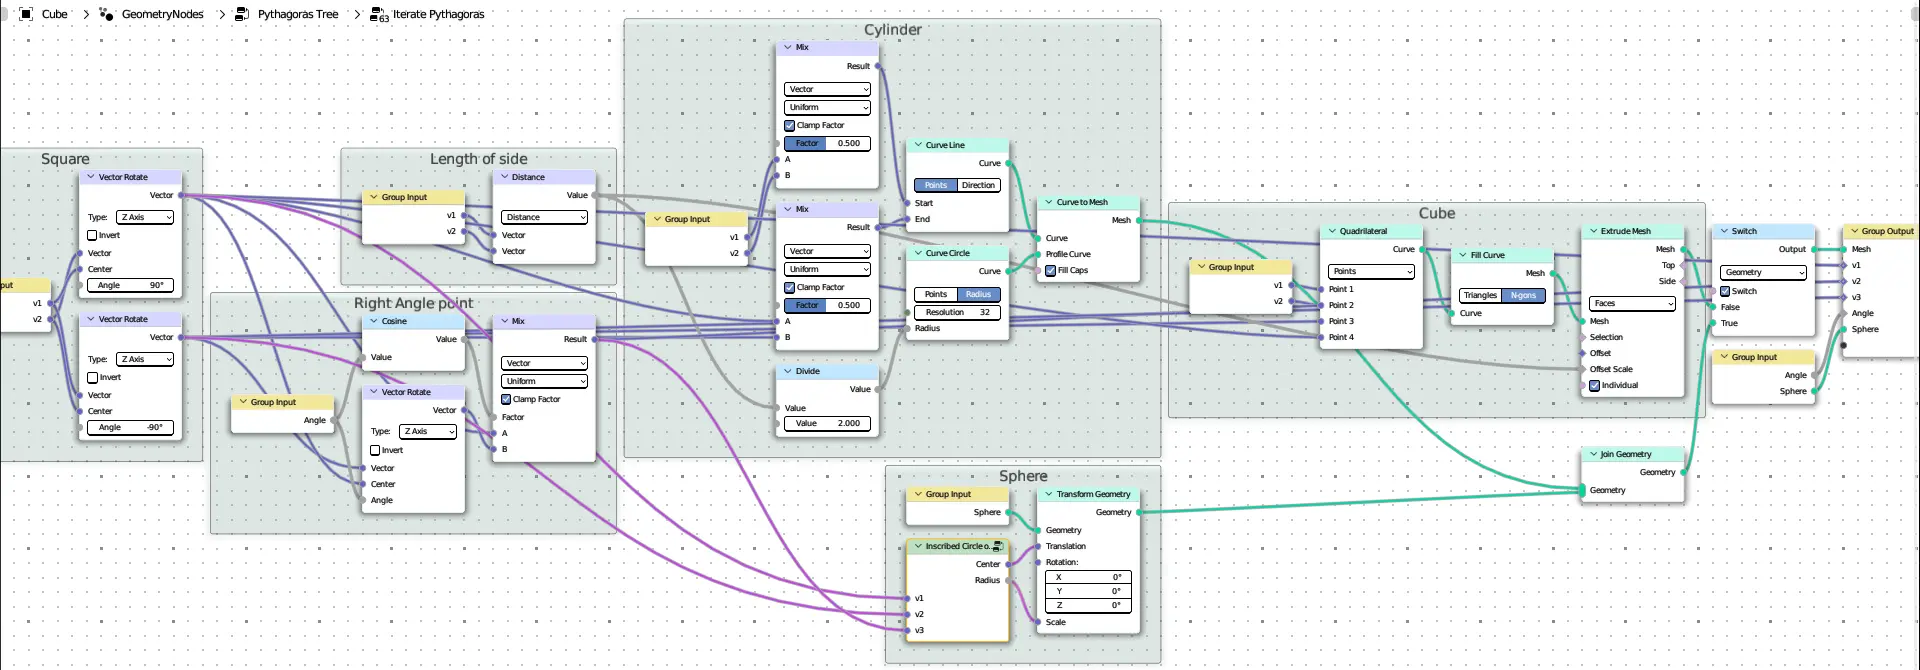 Cube > GeometryNodes > Pythagoras Tree > 63 Iterate Pythagoras
Square
Vector Rotate
Vector
Type: Z Axis
Invert
Vector
Center
Angle 90°
put
v1
v2
Vector Rotate
Vector
Type: Z Axis
Invert
Vector
Center
Angle -90°
Length of side
Group Input
v1
v2
Distance
Value
Distance
Vector
Vector
Right Angle point
Cosine
Value
Value
Group Input
Angle
Vector Rotate
Vector
Type: Z Axis
Invert
Vector
Center
Angle
Mix
Result
Vector
Uniform
Clamp Factor
Factor
A
B
Cylinder
Group Input
v1
v2
Mix
Result
Vector
Uniform
Clamp Factor
Factor 0.500
A
B
Mix
Result
Vector
Uniform
Clamp Factor
Factor 0.500
A
B
Divide
Value
Value
Value 2.000
Curve Line
Curve
Points Direction
Start
End
Curve Circle
Curve
Points Radius
Resolution 32
Radius
Curve to Mesh
Mesh
Curve
Profile Curve
Fill Caps
Sphere
Group Input
Sphere
Inscribed Circle o...
Center
Radius
v1
v2
v3
Transform Geometry
Geometry
Geometry
Translation
Rotation:
X 0°
Y 0°
Z 0°
Scale
Cube
Group Input
v1
v2
Quadrilateral
Curve
Points
Point 1
Point 2
Point 3
Point 4
Fill Curve
Mesh
Triangles N-gons
Curve
Extrude Mesh
Mesh
Top
Side
Faces
Mesh
Selection
Offset
Offset Scale
Individual
Join Geometry
Geometry
Geometry
Switch
Output
Geometry
Switch
False
True
Group Input
Angle
Sphere
Group Output
Mesh
v1
v2
v3
Angle
Sphere